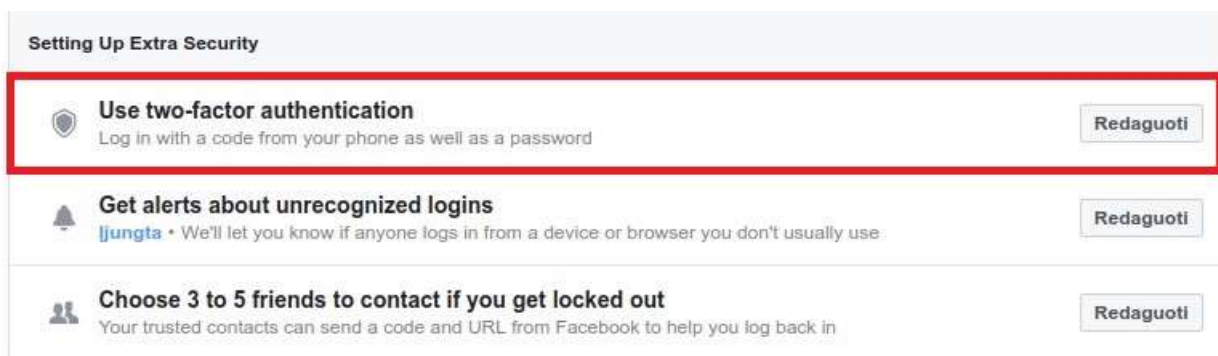 Setting Up Extra Security
Use two-factor authentication
Log in with a code from your phone as well as a password
Redaguoti
Get alerts about unrecognized logins
Įjungta • We'll let you know if anyone logs in from a device or browser you don't usually use
Redaguoti
Choose 3 to 5 friends to contact if you get locked out
Your trusted contacts can send a code and URL from Facebook to help you log back in
Redaguoti